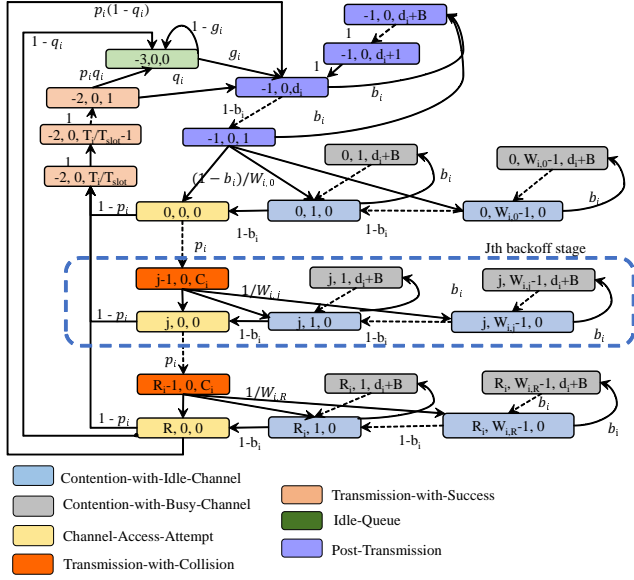 p_i(1 - q_i)
-1, 0, d_i+B
1 - q_i
1 - g_i
1
b_i
-3,0,0
g_i
-1, 0, d_i+1
p_iq_i
q_i
1
-2, 0, 1
-1, 0,d_i
b_i
1
1-b_i
b_i
-2, 0, T_i/T_slot-1
-1, 0, 1
1
0, 1, d_i+B
0, W_i,0-1, d_i+B
-2, 0, T_i/T_slot
(1 − b_i)/W_i,0
b_i
b_i
1 - p_i
0, 0, 0
0, 1, 0
0, W_i,0-1, 0
p_i
1-b_i
1-b_i
Jth backoff stage
j-1, 0, C_i
j, 1, d_i+B
j, W_i,j-1, d_i+B
1/W_i,j
b_i
1 - p_i
j, 0, 0
j, 1, 0
j, W_i,j-1, 0
1-b_i
1-b_i
b_i
p_i
R_i-1, 0, C_i
R_i, 1, d_i+B
R_i, W_i,R-1, d_i+B
1/W_i,R
b_i
1 - p_i
R, 0, 0
R_i, 1, 0
R_i, W_i,R-1, 0
b_i
1-b_i
1-b_i
Contention-with-Idle-Channel
Contention-with-Busy-Channel
Channel-Access-Attempt
Transmission-with-Collision
Transmission-with-Success
Idle-Queue
Post-Transmission